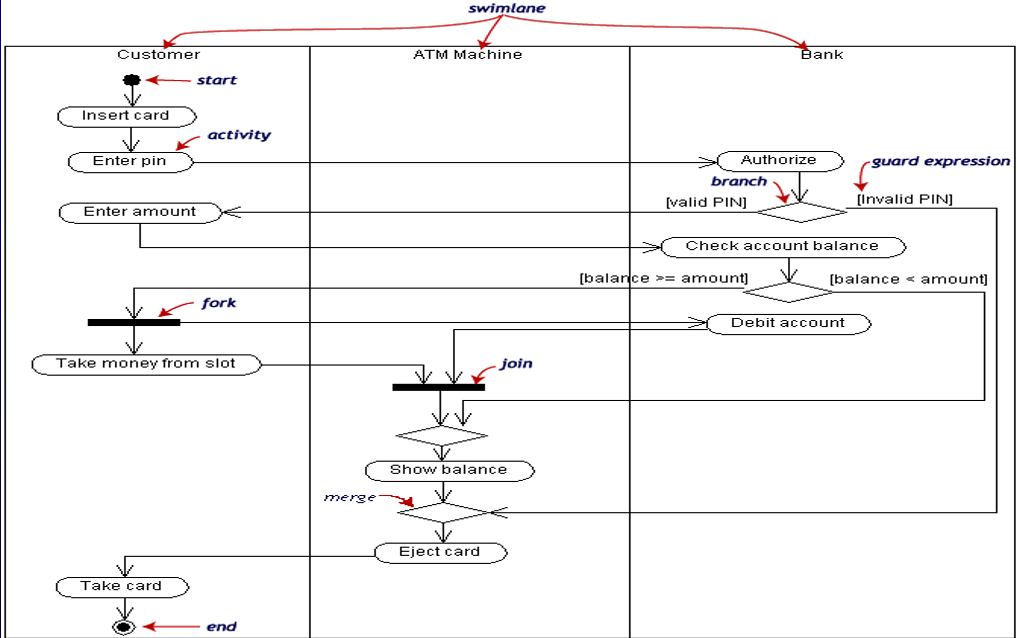 swimlane
Customer
ATM Machine
Bank
start
Insert card
activity
Enter pin
Authorize
guard expression
branch
[valid PIN]
[Invalid PIN]
Enter amount
Check account balance
[balance >= amount]
[balance < amount]
fork
Debit account
Take money from slot
join
Show balance
merge
Eject card
Take card
end